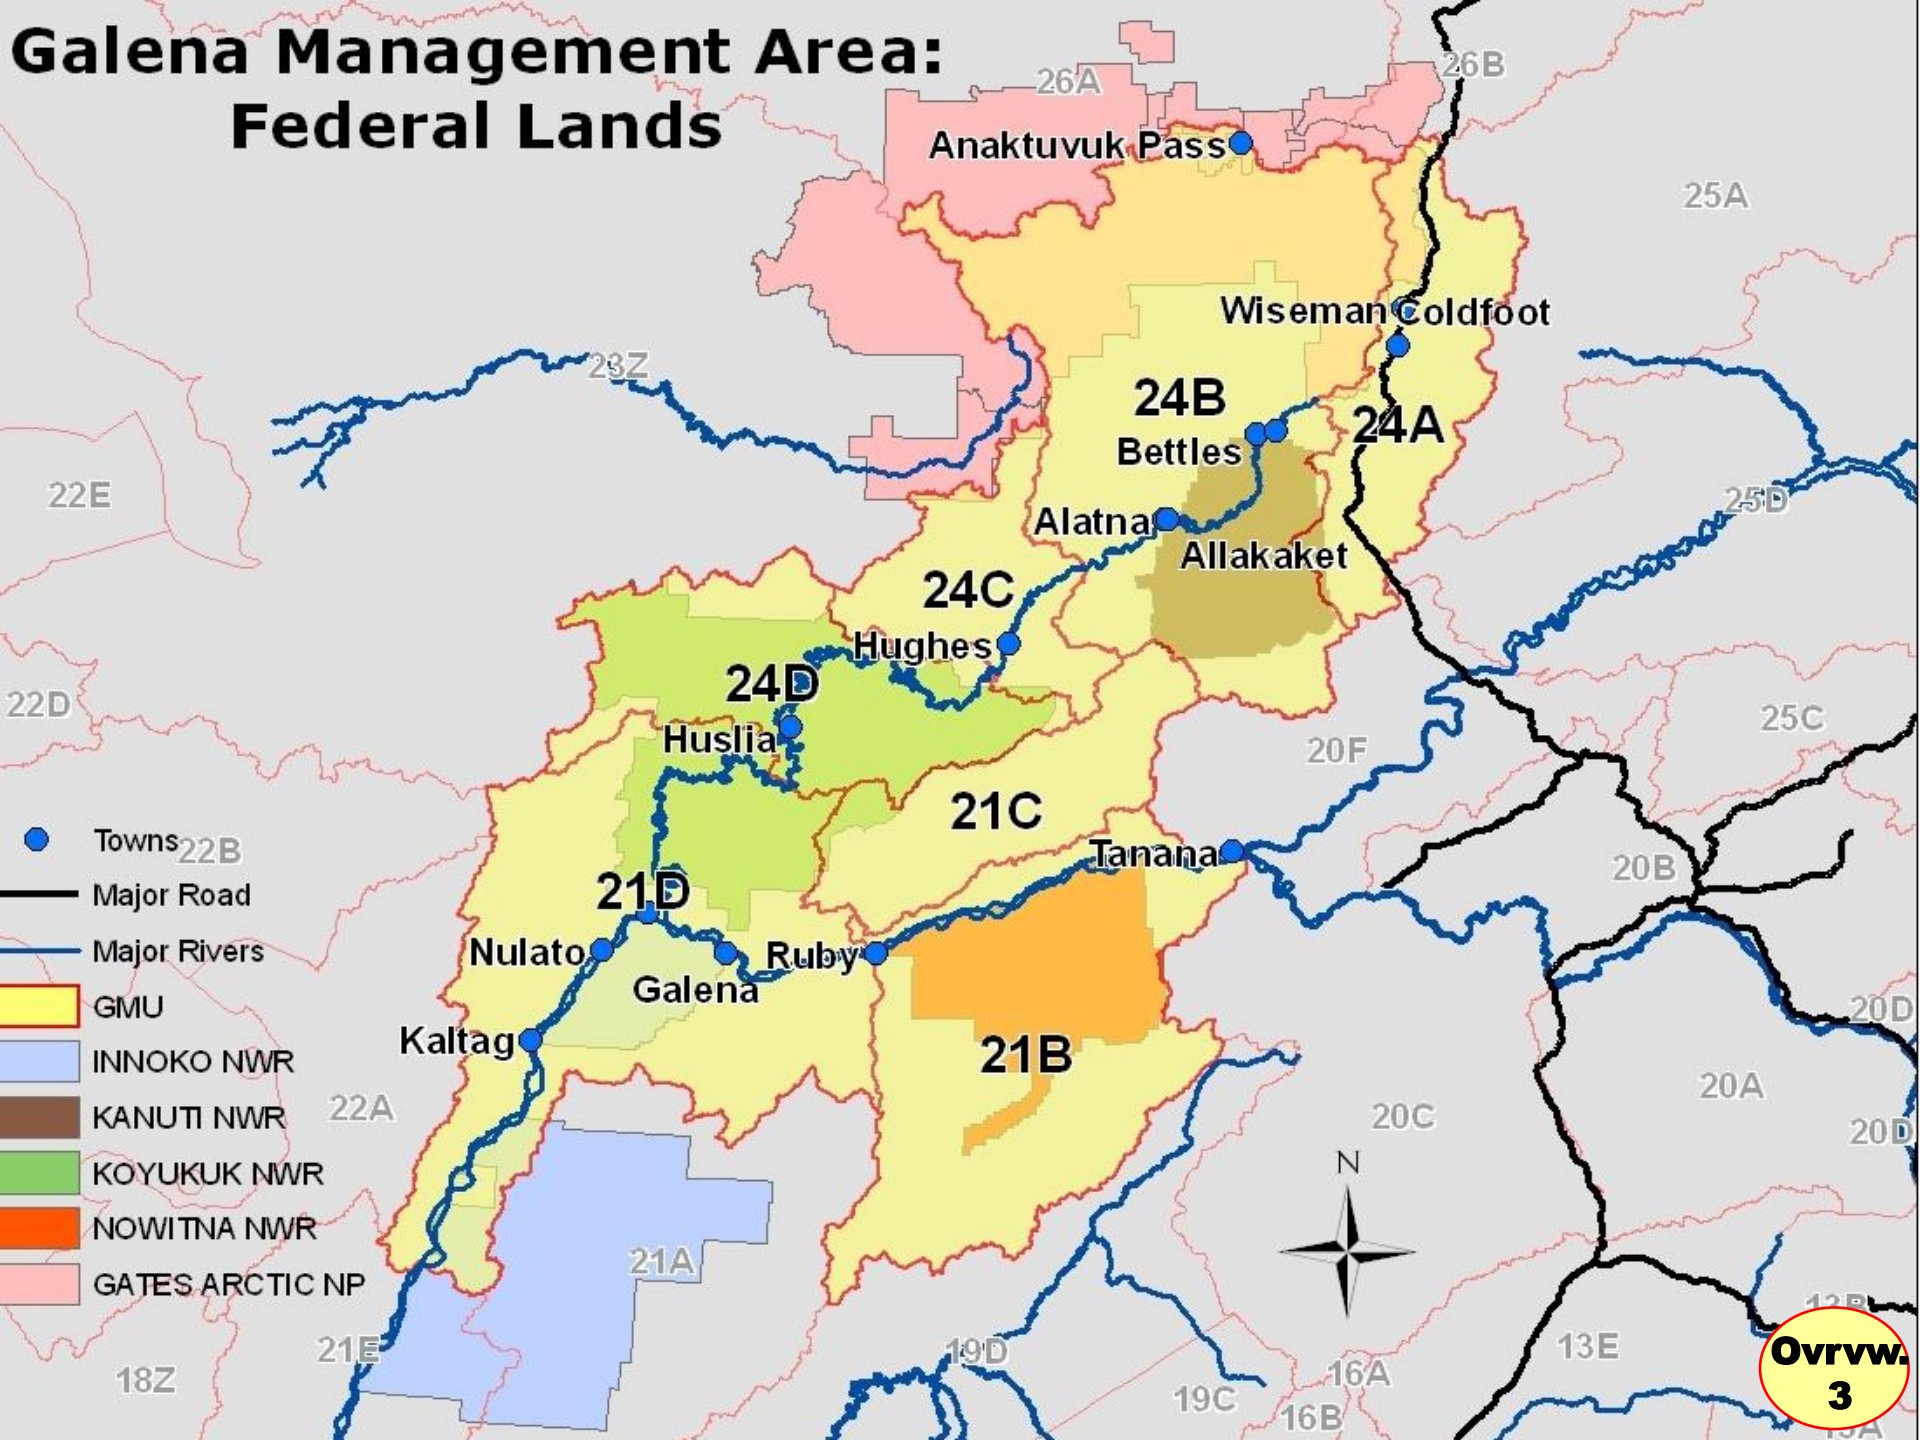 Galena Management Area:
Federal Lands
26A
26B
Anaktuvuk Pass
25A
Wiseman
Coldfoot
23Z
24B
24A
Bettles
22E
25D
Alatna
Allakaket
24C
Hughes
24D
22D
25C
Huslia
20F
21C
Towns
22B
Tanana
20B
21D
Major Road
Nulato
Ruby
Major Rivers
Galena
GMU
20D
Kaltag
21B
INNOKO NWR
20A
22A
20C
KANUTI NWR
20D
N
KOYUKUK NWR
NOWITNA NWR
21A
GATES ARCTIC NP
13B
21E
19D
13E
Ovrvw.
3
18Z
16A
19C
16B